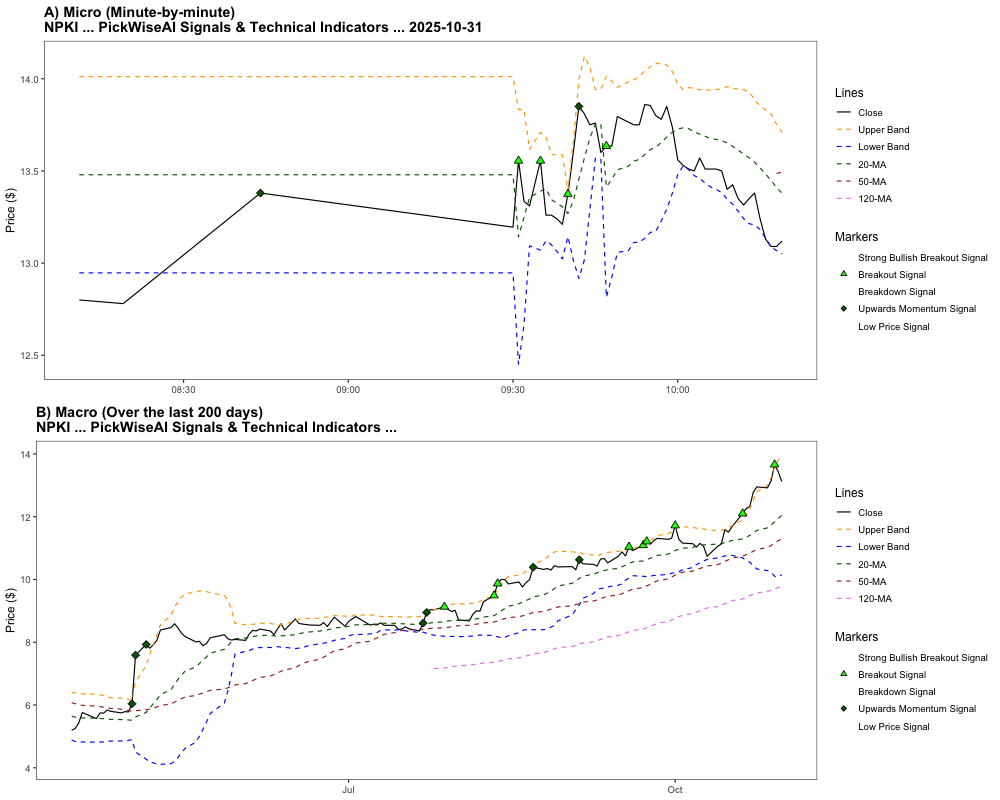 A) Micro (Minute-by-minute)
NPKI ... PickWiseAI Signals & Technical Indicators ... 2025-10-31
Price ($)
14.0
13.5
13.0
12.5
08:30
09:00
09:30
10:00
Lines
Close
Upper Band
Lower Band
20-MA
50-MA
120-MA
Markers
Strong Bullish Breakout Signal
Breakout Signal
Breakdown Signal
Upwards Momentum Signal
Low Price Signal
B) Macro (Over the last 200 days)
NPKI ... PickWiseAI Signals & Technical Indicators ...
Price ($)
14
12
10
8
6
4
Jul
Oct
Lines
Close
Upper Band
Lower Band
20-MA
50-MA
120-MA
Markers
Strong Bullish Breakout Signal
Breakout Signal
Breakdown Signal
Upwards Momentum Signal
Low Price Signal